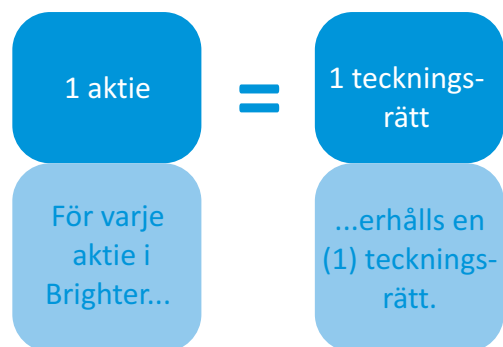 1 aktie
=
1 tecknings-
rätt
För varje
aktie i
Brighter...
...erhålls en
(1) tecknings-
rätt.